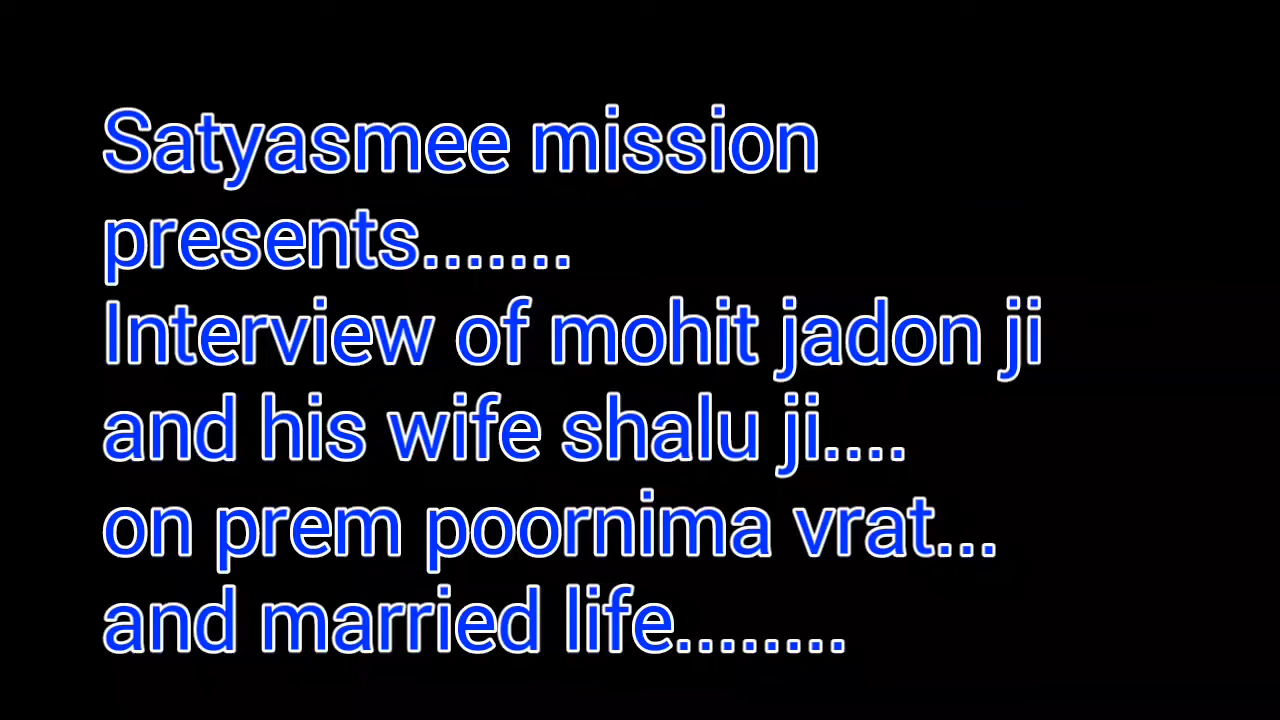 Satyasmee mission
presents.......
Interview of mohit jadon ji
and his wife shalu ji....
on prem poornima vrat...
and married life........